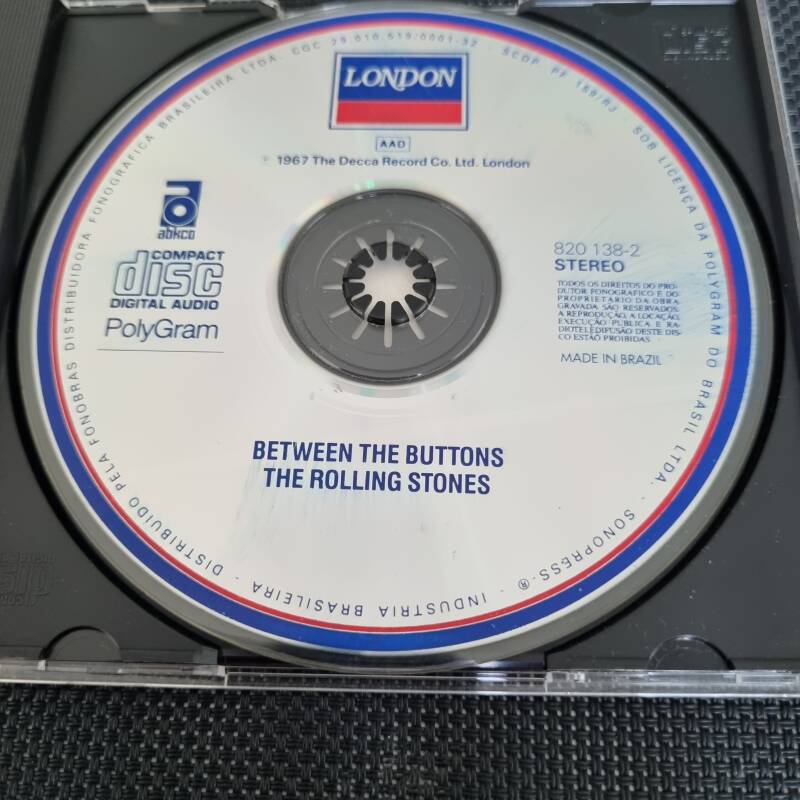 LONDON
AAD
℗ 1967 The Decca Record Co. Ltd. London
abkco
COMPACT
disc
DIGITAL AUDIO
PolyGram
820 138-2
STEREO
TODOS OS DIREITOS DO PRO-
DUTOR FONOGRAFICO E DO
PROPRIETARIO DA OBRA
GRAVADA SÃO RESERVADOS.
A REPRODUÇÃO, A LOCAÇÃO,
EXECUÇÃO PUBLICA E RA-
DIOTELEDIFUSÃO DESTE DIS-
CO ESTÃO PROIBIDAS
MADE IN BRAZIL
BETWEEN THE BUTTONS
THE ROLLING STONES
INDUSTRIA BRASILEIRA - DISTRIBUIDO PELA FONOBRAS DISTRIBUIDORA FONOGRAFICA BRASILEIRA LTDA. CGC 29.010.519/0001-32 - SCDP PF 169/RJ - SOB LICENÇA DA POLYGRAM DO BRASIL LTDA. - SONOPRESS-® -